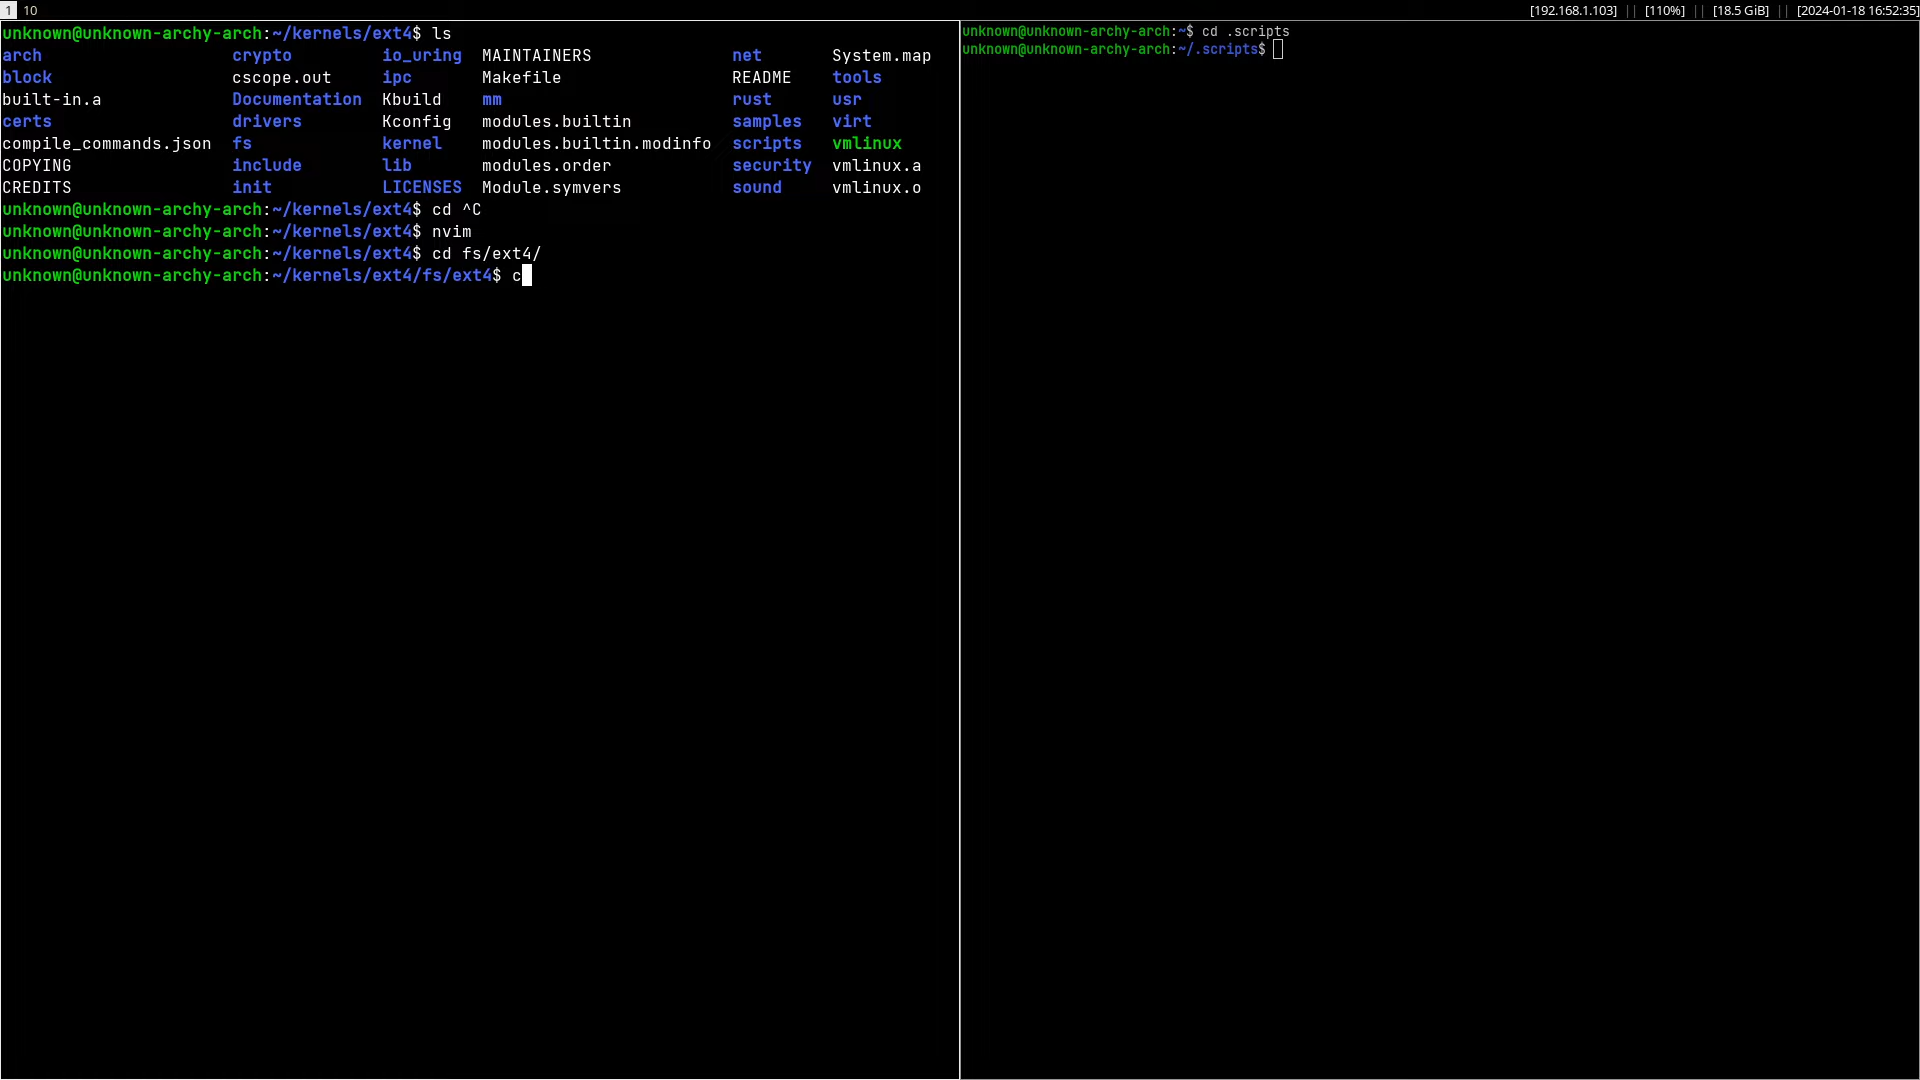 1 10 [192.168.1.103] || [110%] || [18.5 GiB] || [2024-01-18 16:52:35]
unknown@unknown-archy-arch:~/kernels/ext4$ ls
arch crypto io_uring MAINTAINERS net System.map
block cscope.out ipc Makefile README tools
built-in.a Documentation Kbuild mm rust usr
certs drivers Kconfig modules.builtin samples virt
compile_commands.json fs kernel modules.builtin.modinfo scripts vmlinux
COPYING include lib modules.order security vmlinux.a
CREDITS init LICENSES Module.symvers sound vmlinux.o
unknown@unknown-archy-arch:~/kernels/ext4$ cd ^C
unknown@unknown-archy-arch:~/kernels/ext4$ nvim
unknown@unknown-archy-arch:~/kernels/ext4$ cd fs/ext4/
unknown@unknown-archy-arch:~/kernels/ext4/fs/ext4$ c
unknown@unknown-archy-arch:~$ cd .scripts
unknown@unknown-archy-arch:~/.scripts$